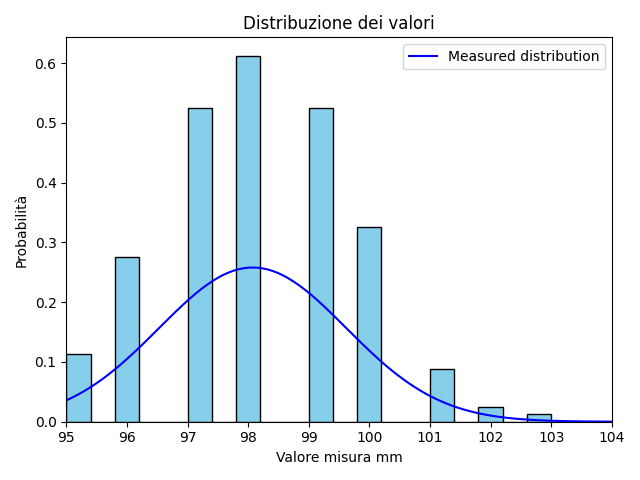 Distribuzione dei valori
Measured distribution
0.6
0.5
0.4
0.3
0.2
0.1
0.0
Probabilità
95 96 97 98 99 100 101 102 103 104
Valore misura mm